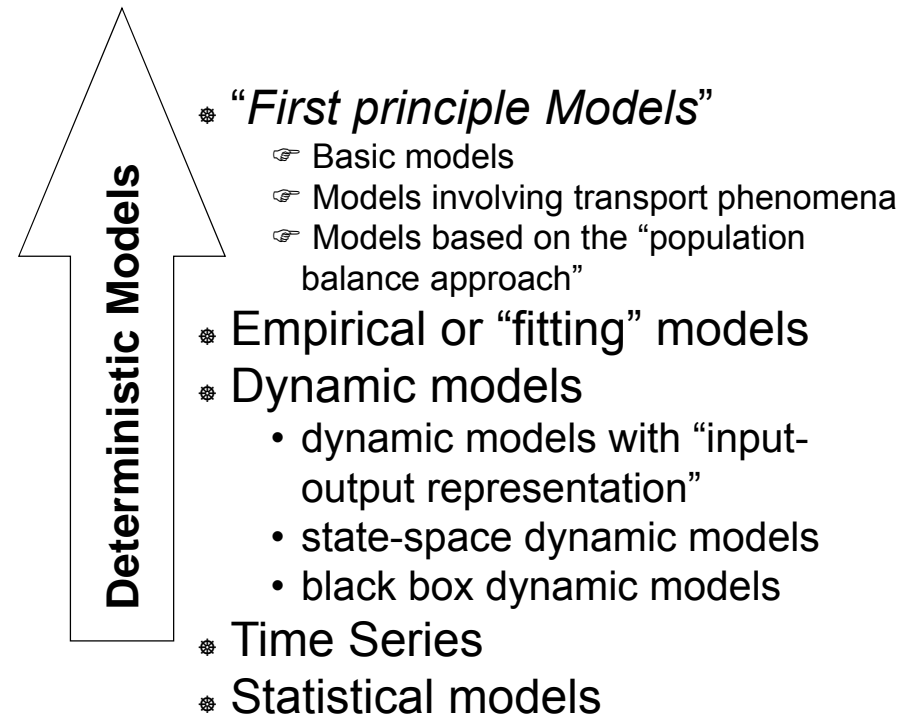 Deterministic Models
“First principle Models”
☞ Basic models
☞ Models involving transport phenomena
☞ Models based on the “population
balance approach”
Empirical or “fitting” models
Dynamic models
• dynamic models with “input-
output representation”
• state-space dynamic models
• black box dynamic models
Time Series
Statistical models